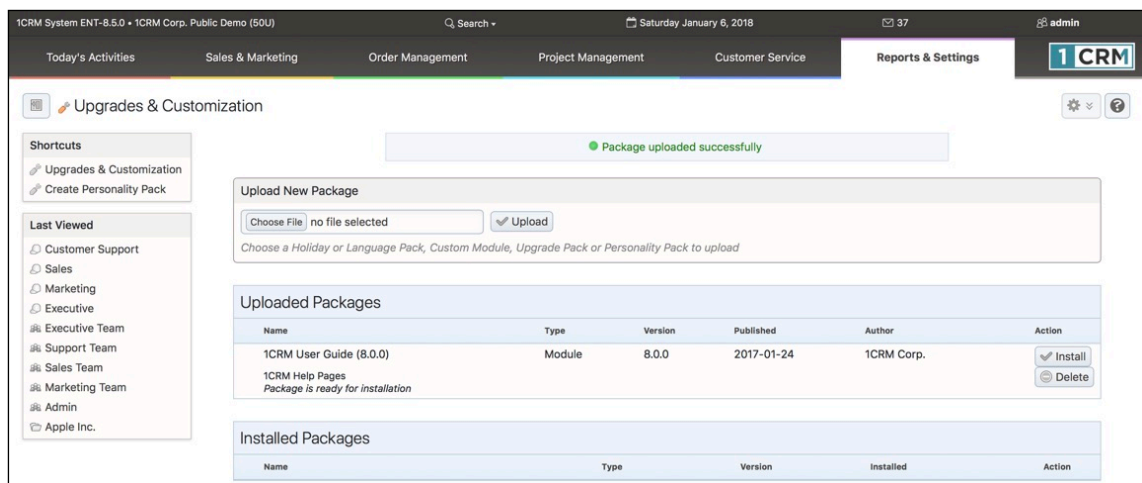 1CRM System ENT-8.5.0 • 1CRM Corp. Public Demo (50U) Search Saturday January 6, 2018 37 admin
Today's Activities Sales & Marketing Order Management Project Management Customer Service Reports & Settings 1 CRM
Upgrades & Customization
Shortcuts
Upgrades & Customization
Create Personality Pack
Last Viewed
Customer Support
Sales
Marketing
Executive
Executive Team
Support Team
Sales Team
Marketing Team
Admin
Apple Inc.
Package uploaded successfully
Upload New Package
Choose File no file selected Upload
Choose a Holiday or Language Pack, Custom Module, Upgrade Pack or Personality Pack to upload
Uploaded Packages
Name Type Version Published Author Action
1CRM User Guide (8.0.0) Module 8.0.0 2017-01-24 1CRM Corp. Install
1CRM Help Pages Delete
Package is ready for installation
Installed Packages
Name Type Version Installed Action